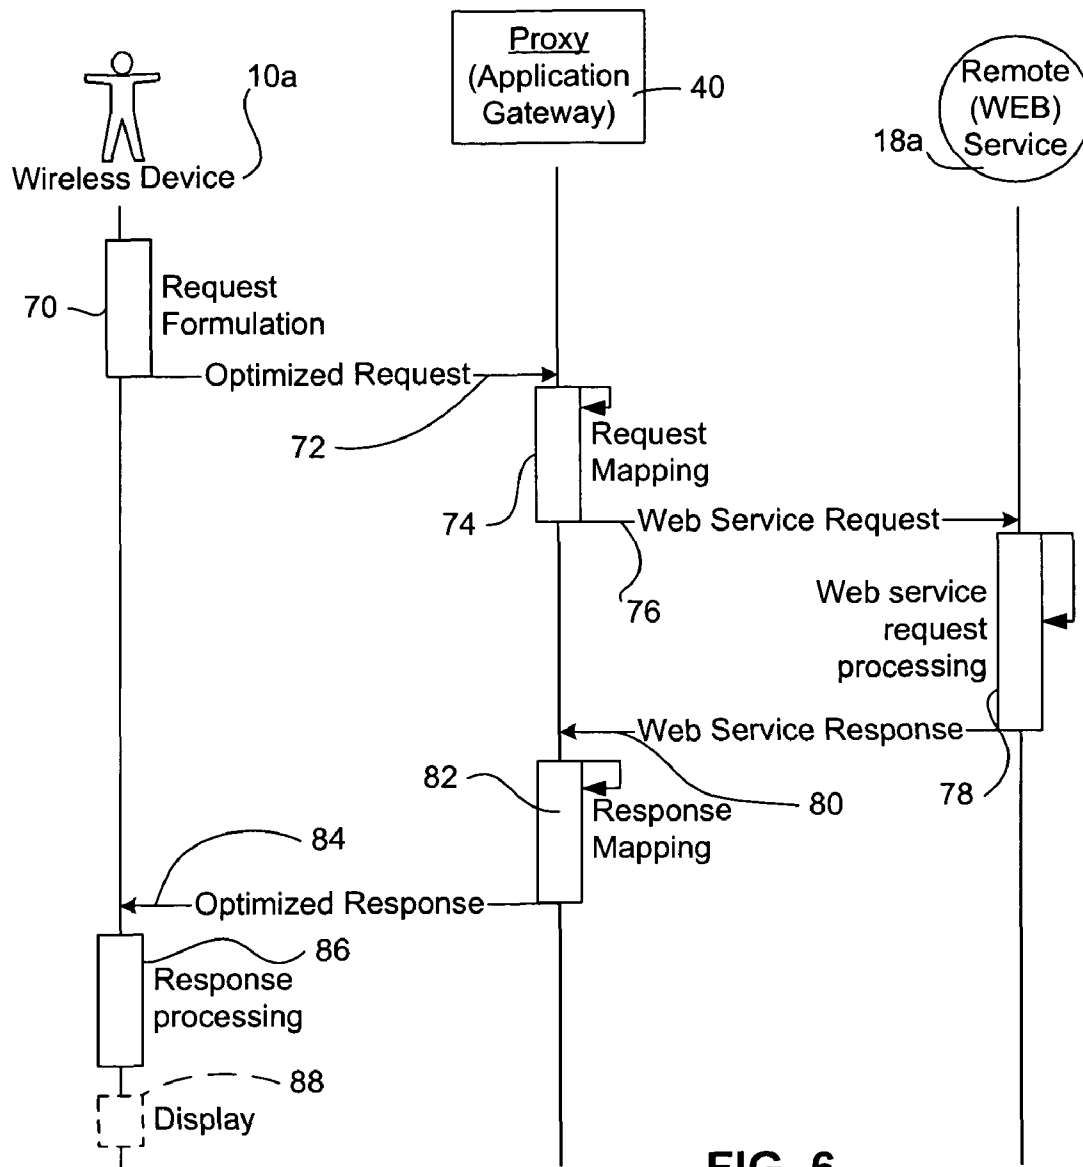 Proxy
(Application
Gateway)
40
10a
Wireless Device
Remote
(WEB)
Service
18a
70
Request
Formulation
Optimized Request
72
Request
Mapping
74
Web Service Request
76
Web service
request
processing
78
Web Service Response
80
82
Response
Mapping
84
Optimized Response
86
Response
processing
88
Display
FIG. 6